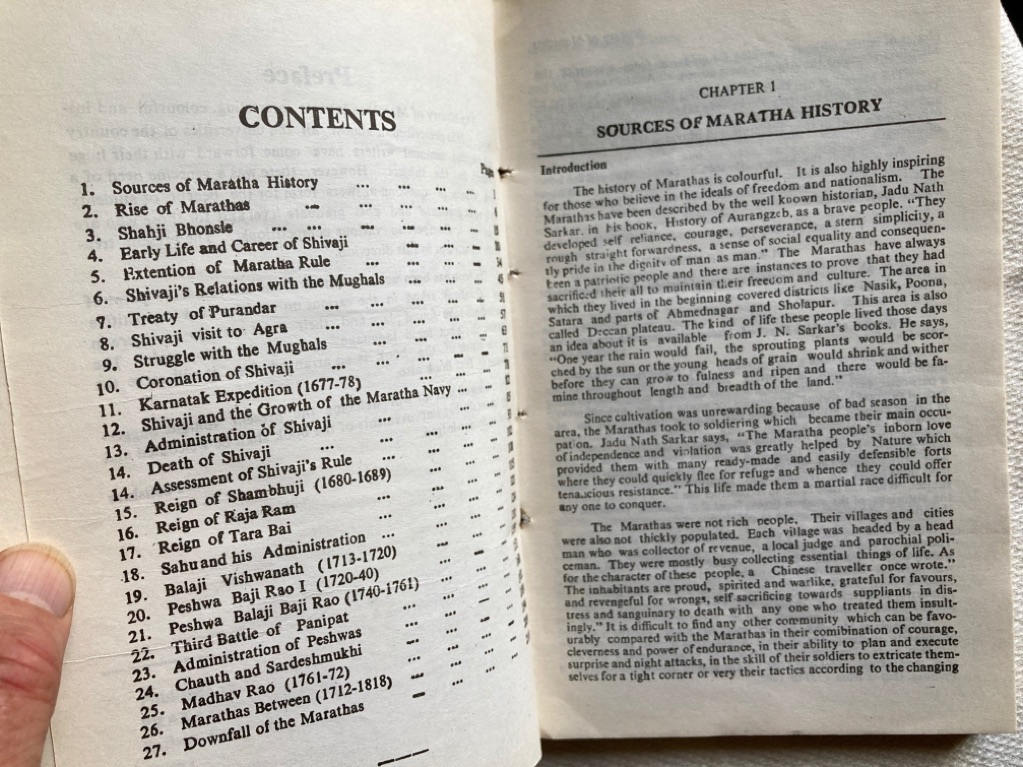 CONTENTS
Page
1. Sources of Maratha History ... ... ... ... 1
2. Rise of Marathas ... ... ...
3. Shahji Bhonsle ... ... ... ...
4. Early Life and Career of Shivaji
5. Extention of Maratha Rule ... ... ...
6. Shivaji's Relations with the Mughals ... ...
7. Treaty of Purandar ... ... ...
8. Shivaji visit to Agra ... ... ...
9. Struggle with the Mughals ... ... ...
10. Coronation of Shivaji ... ...
11. Karnatak Expedition (1677-78) ... ...
12. Shivaji and the Growth of the Maratha Navy ...
13. Administration of Shivaji ... ...
14. Death of Shivaji ... ... ...
14. Assessment of Shivaji's Rule ... ...
15. Reign of Shambhuji (1680-1689) ...
16. Reign of Raja Ram ... ...
17. Reign of Tara Bai ... ...
18. Sahu and his Administration ...
19. Balaji Vishwanath (1713-1720)
20. Peshwa Baji Rao I (1720-40)
21. Peshwa Balaji Baji Rao (1740-1761)
22. Third Battle of Panipat
23. Administration of Peshwas
24. Chauth and Sardeshmukhi
25. Madhav Rao (1761-72)
26. Marathas Between (1712-1818)
27. Downfall of the Marathas
CHAPTER 1
SOURCES OF MARATHA HISTORY
Introduction
The history of Marathas is colourful. It is also highly inspiring
for those who believe in the ideals of freedom and nationalism. The
Marathas have been described by the well known historian, Jadu Nath
Sarkar. in his book, History of Aurangzeb, as a brave people. "They
developed self reliance, courage, perseverance, a stern simplicity, a
rough straight forwardness, a sense of social equality and consequen-
tly pride in the dignity of man as man." The Marathas have always
been a patriotic people and there are instances to prove that they had
sacrificed their all to maintain their freedom and culture. The area in
which they lived in the beginning covered districts like Nasik, Poona,
Satara and parts of Ahmednagar and Sholapur. This area is also
called Deccan plateau. The kind of life these people lived those days
an idea about it is available from J. N. Sarkar's books. He says,
"One year the rain would fail, the sprouting plants would be scor-
ched by the sun or the young heads of grain would shrink and wither
before they can grow to fulness and ripen and there would be fa-
mine throughout length and breadth of the land."
Since cultivation was unrewarding because of bad season in the
area, the Marathas took to soldiering which became their main occu-
pation. Jadu Nath Sarkar says, "The Maratha people's inborn love
of independence and violation was greatly helped by Nature which
provided them with many ready-made and easily defensible forts
where they could quickly flee for refuge and whence they could offer
tenacious resistance." This life made them a martial race difficult for
any one to conquer.
The Marathas were not rich people. Their villages and cities
were also not thickly populated. Each village was headed by a head
man who was collector of revenue, a local judge and parochial poli-
ceman. They were mostly busy collecting essential things of life. As
for the character of these people, a Chinese traveller once wrote."
The inhabitants are proud, spirited and warlike, grateful for favours,
and revengeful for wrongs, self sacrificing towards suppliants in dis-
tress and sanguinary to death with any one who treated them insult-
ingly." It is difficult to find any other community which can be favo-
urably compared with the Marathas in their comibination of courage,
cleverness and power of endurance, in their ability to plan and execute
surprise and night attacks, in the skill of their soldiers to extricate them-
selves for a tight corner or very their tactics according to the changing